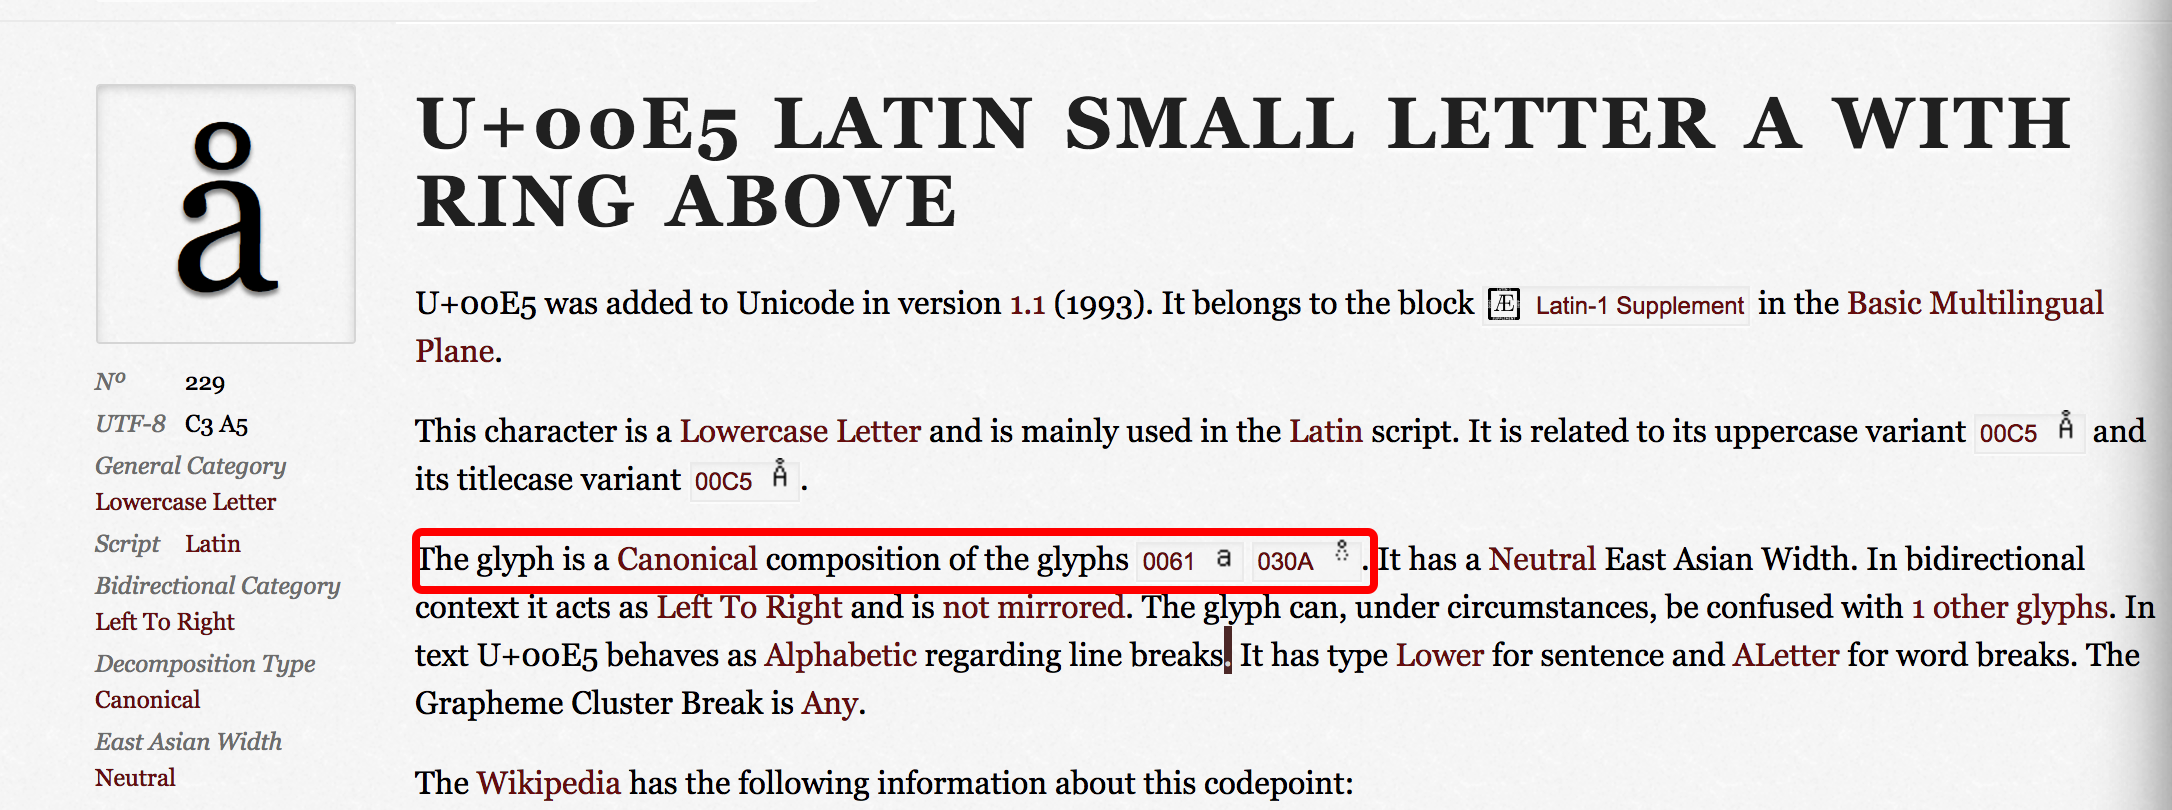 å
Nº 229
UTF-8 C3 A5
General Category
Lowercase Letter
Script Latin
Bidirectional Category
Left To Right
Decomposition Type
Canonical
East Asian Width
Neutral
U+00E5 LATIN SMALL LETTER A WITH
RING ABOVE
U+00E5 was added to Unicode in version 1.1 (1993). It belongs to the block Æ Latin-1 Supplement in the Basic Multilingual
Plane.
This character is a Lowercase Letter and is mainly used in the Latin script. It is related to its uppercase variant 00C5 Å and
its titlecase variant 00C5 Å .
The glyph is a Canonical composition of the glyphs 0061 a 030A ̊ . It has a Neutral East Asian Width. In bidirectional
context it acts as Left To Right and is not mirrored. The glyph can, under circumstances, be confused with 1 other glyphs. In
text U+00E5 behaves as Alphabetic regarding line breaks. It has type Lower for sentence and ALetter for word breaks. The
Grapheme Cluster Break is Any.
The Wikipedia has the following information about this codepoint: